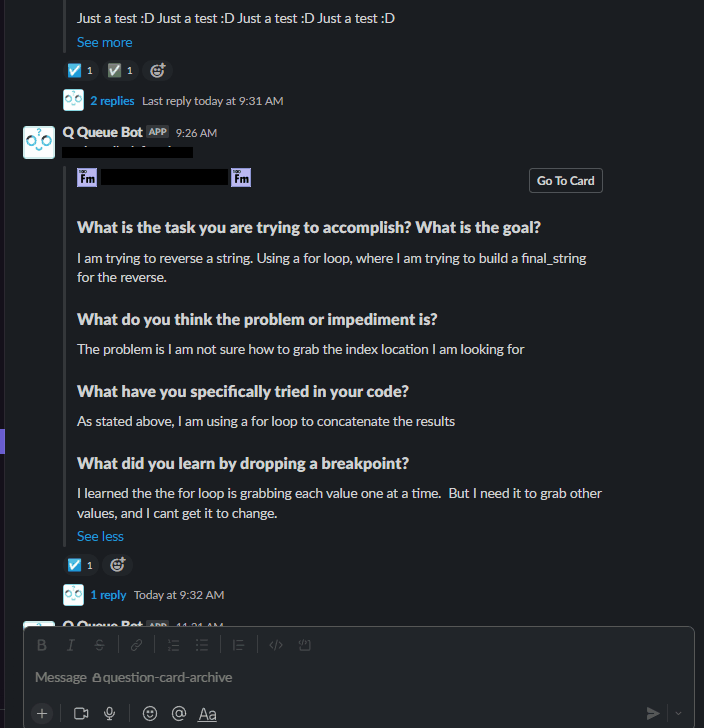 Just a test :D Just a test :D Just a test :D Just a test :D
See more
1 1
2 replies Last reply today at 9:31 AM
Q Queue Bot APP 9:26 AM
Fm Fm
Go To Card
What is the task you are trying to accomplish? What is the goal?
I am trying to reverse a string. Using a for loop, where I am trying to build a final_string
for the reverse.
What do you think the problem or impediment is?
The problem is I am not sure how to grab the index location I am looking for
What have you specifically tried in your code?
As stated above, I am using a for loop to concatenate the results
What did you learn by dropping a breakpoint?
I learned the the for loop is grabbing each value one at a time. But I need it to grab other
values, and I cant get it to change.
See less
1
1 reply Today at 9:32 AM
Q Queue Bot APP 11:21 AM
B I S
Message question-card-archive
Aa